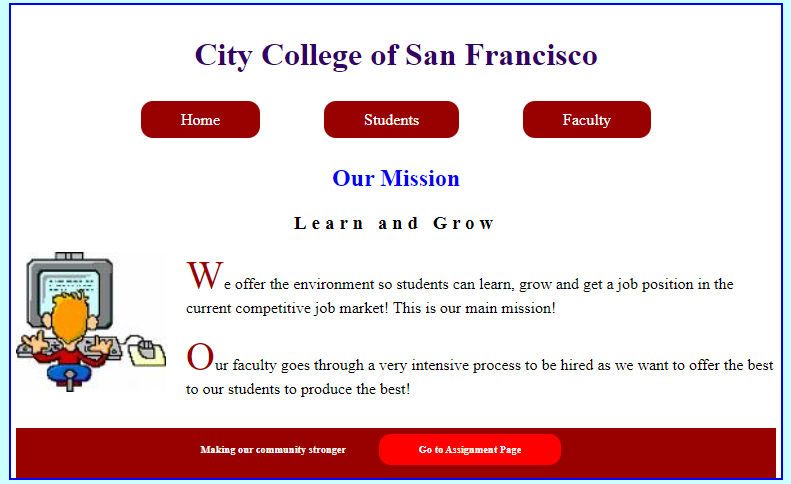 City College of San Francisco
Home Students Faculty
Our Mission
Learn and Grow
We offer the environment so students can learn, grow and get a job position in the
current competitive job market! This is our main mission!
Our faculty goes through a very intensive process to be hired as we want to offer the best
to our students to produce the best!
Making our community stronger Go to Assignment Page